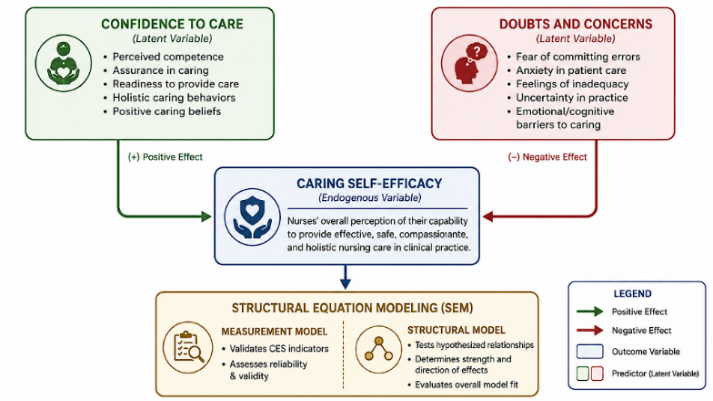 CONFIDENCE TO CARE
(Latent Variable)
• Perceived competence
• Assurance in caring
• Readiness to provide care
• Holistic caring behaviors
• Positive caring beliefs
DOUBTS AND CONCERNS
(Latent Variable)
• Fear of committing errors
• Anxiety in patient care
• Feelings of inadequacy
• Uncertainty in practice
• Emotional/cognitive
barriers to caring
(+) Positive Effect
(–) Negative Effect
CARING SELF-EFFICACY
(Endogenous Variable)
Nurses' overall perception of their capability
to provide effective, safe, compassionate,
and holistic nursing care in clinical practice.
STRUCTURAL EQUATION MODELING (SEM)
MEASUREMENT MODEL
• Validates CES indicators
• Assesses reliability
& validity
STRUCTURAL MODEL
• Tests hypothesized relationships
• Determines strength and
direction of effects
• Evaluates overall model fit
LEGEND
Positive Effect
Negative Effect
Outcome Variable
Predictor (Latent Variable)
?